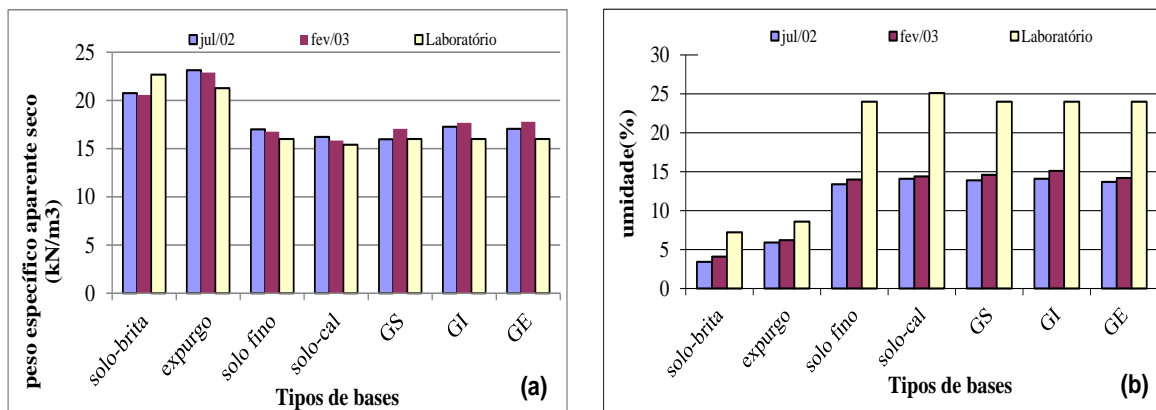 jul/02 fev/03 Laboratório
25
20
15
10
5
0
peso específico aparente seco
(kN/m3)
solo-brita expurgo solo fino solo-cal GS GI GE
Tipos de bases
(a)
jul/02 fev/03 Laboratório
30
25
20
15
10
5
0
umidade(%)
solo-brita expurgo solo fino solo-cal GS GI GE
Tipos de bases
(b)